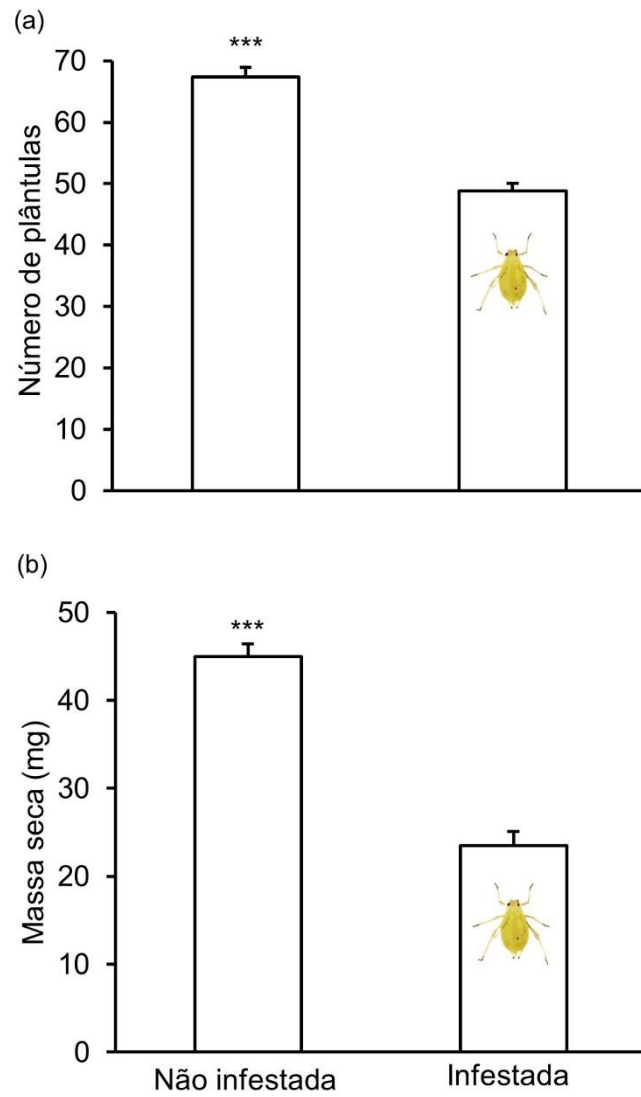 (a)
***
Número de plântulas
70
60
50
40
30
20
10
0
(b)
***
Massa seca (mg)
50
40
30
20
10
0
Não infestada
Infestada